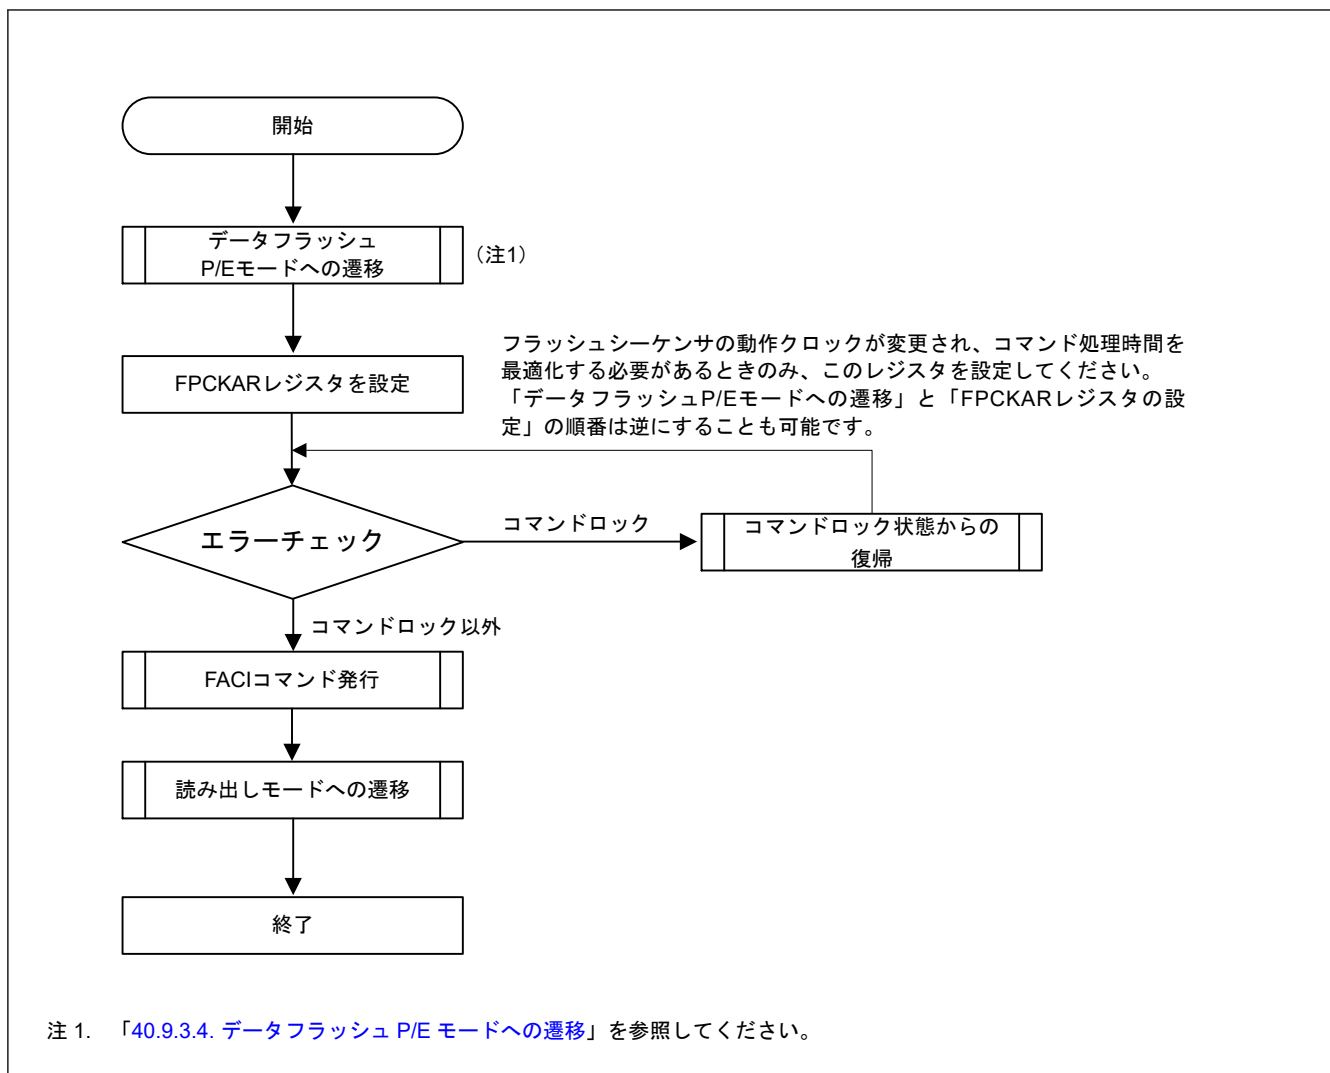 開始
データフラッシュ
P/Eモードへの遷移
（注1）
フラッシュシーケンサの動作クロックが変更され、コマンド処理時間を
最適化する必要があるときのみ、このレジスタを設定してください。
「データフラッシュP/Eモードへの遷移」と「FPCKARレジスタの設
定」の順番は逆にすることも可能です。
FPCKARレジスタを設定
エラーチェック
コマンドロック
コマンドロック状態からの
復帰
コマンドロック以外
FACIコマンド発行
読み出しモードへの遷移
終了
注 1. 「40.9.3.4. データフラッシュ P/E モードへの遷移」を参照してください。